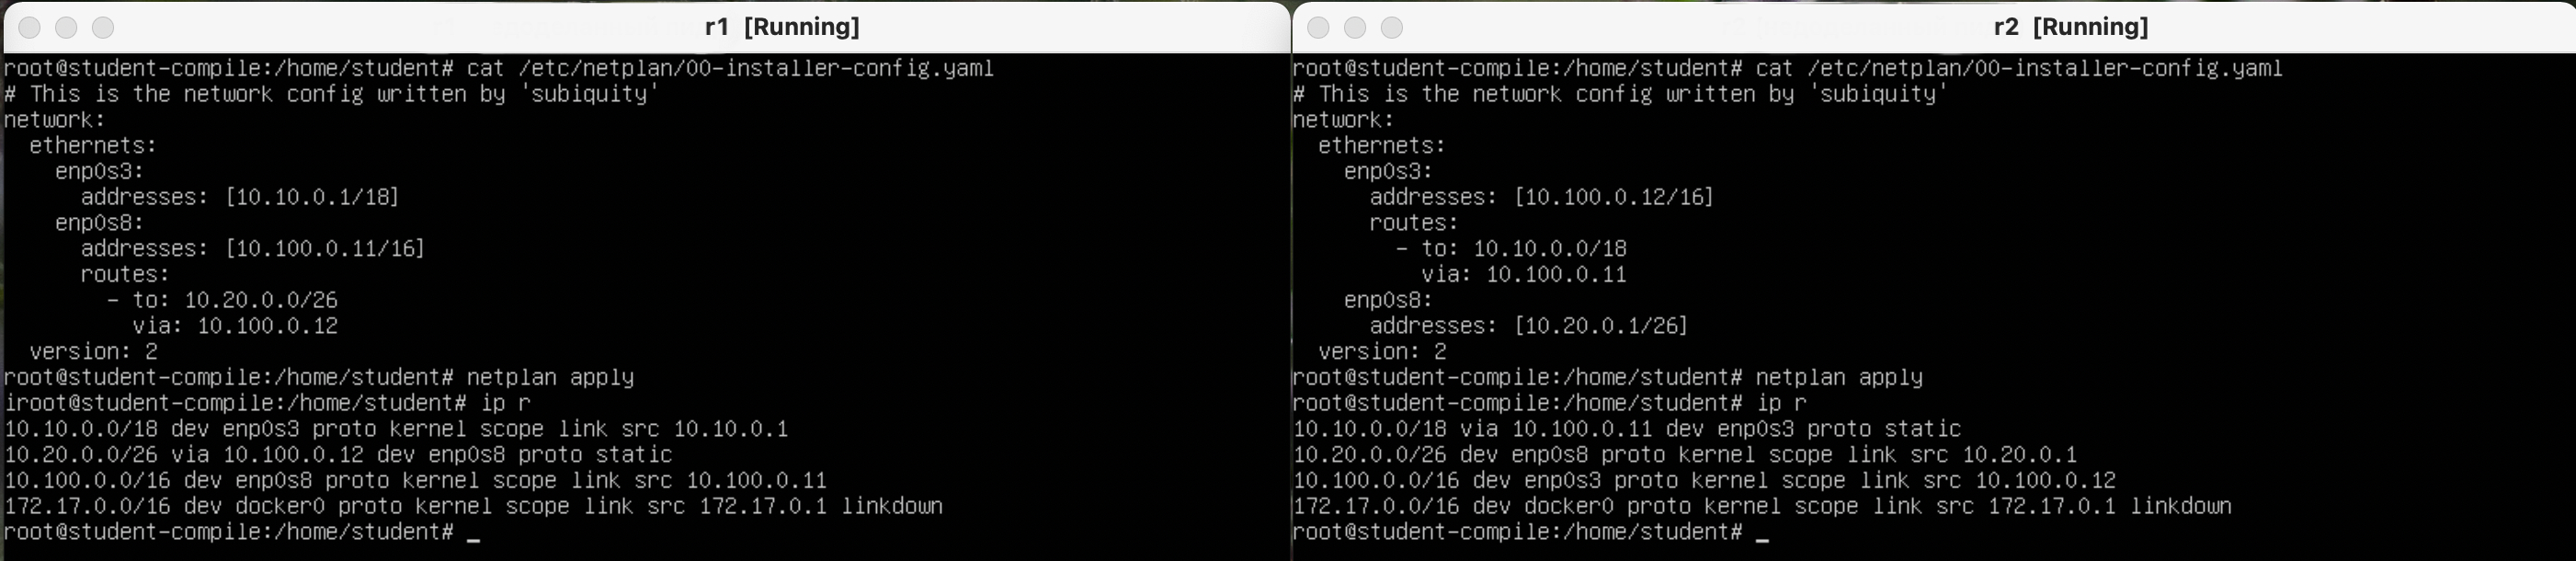 r1 [Running]
root@student-compile:/home/student# cat /etc/netplan/00-installer-config.yaml
# This is the network config written by 'subiquity'
network:
  ethernets:
    enp0s3:
      addresses: [10.10.0.1/18]
    enp0s8:
      addresses: [10.100.0.11/16]
      routes:
        - to: 10.20.0.0/26
          via: 10.100.0.12
  version: 2
root@student-compile:/home/student# netplan apply
iroot@student-compile:/home/student# ip r
10.10.0.0/18 dev enp0s3 proto kernel scope link src 10.10.0.1
10.20.0.0/26 via 10.100.0.12 dev enp0s8 proto static
10.100.0.0/16 dev enp0s8 proto kernel scope link src 10.100.0.11
172.17.0.0/16 dev docker0 proto kernel scope link src 172.17.0.1 linkdown
root@student-compile:/home/student# _
r2 [Running]
root@student-compile:/home/student# cat /etc/netplan/00-installer-config.yaml
# This is the network config written by 'subiquity'
network:
  ethernets:
    enp0s3:
      addresses: [10.100.0.12/16]
      routes:
        - to: 10.10.0.0/18
          via: 10.100.0.11
    enp0s8:
      addresses: [10.20.0.1/26]
  version: 2
root@student-compile:/home/student# netplan apply
root@student-compile:/home/student# ip r
10.10.0.0/18 via 10.100.0.11 dev enp0s3 proto static
10.20.0.0/26 dev enp0s8 proto kernel scope link src 10.20.0.1
10.100.0.0/16 dev enp0s3 proto kernel scope link src 10.100.0.12
172.17.0.0/16 dev docker0 proto kernel scope link src 172.17.0.1 linkdown
root@student-compile:/home/student# _